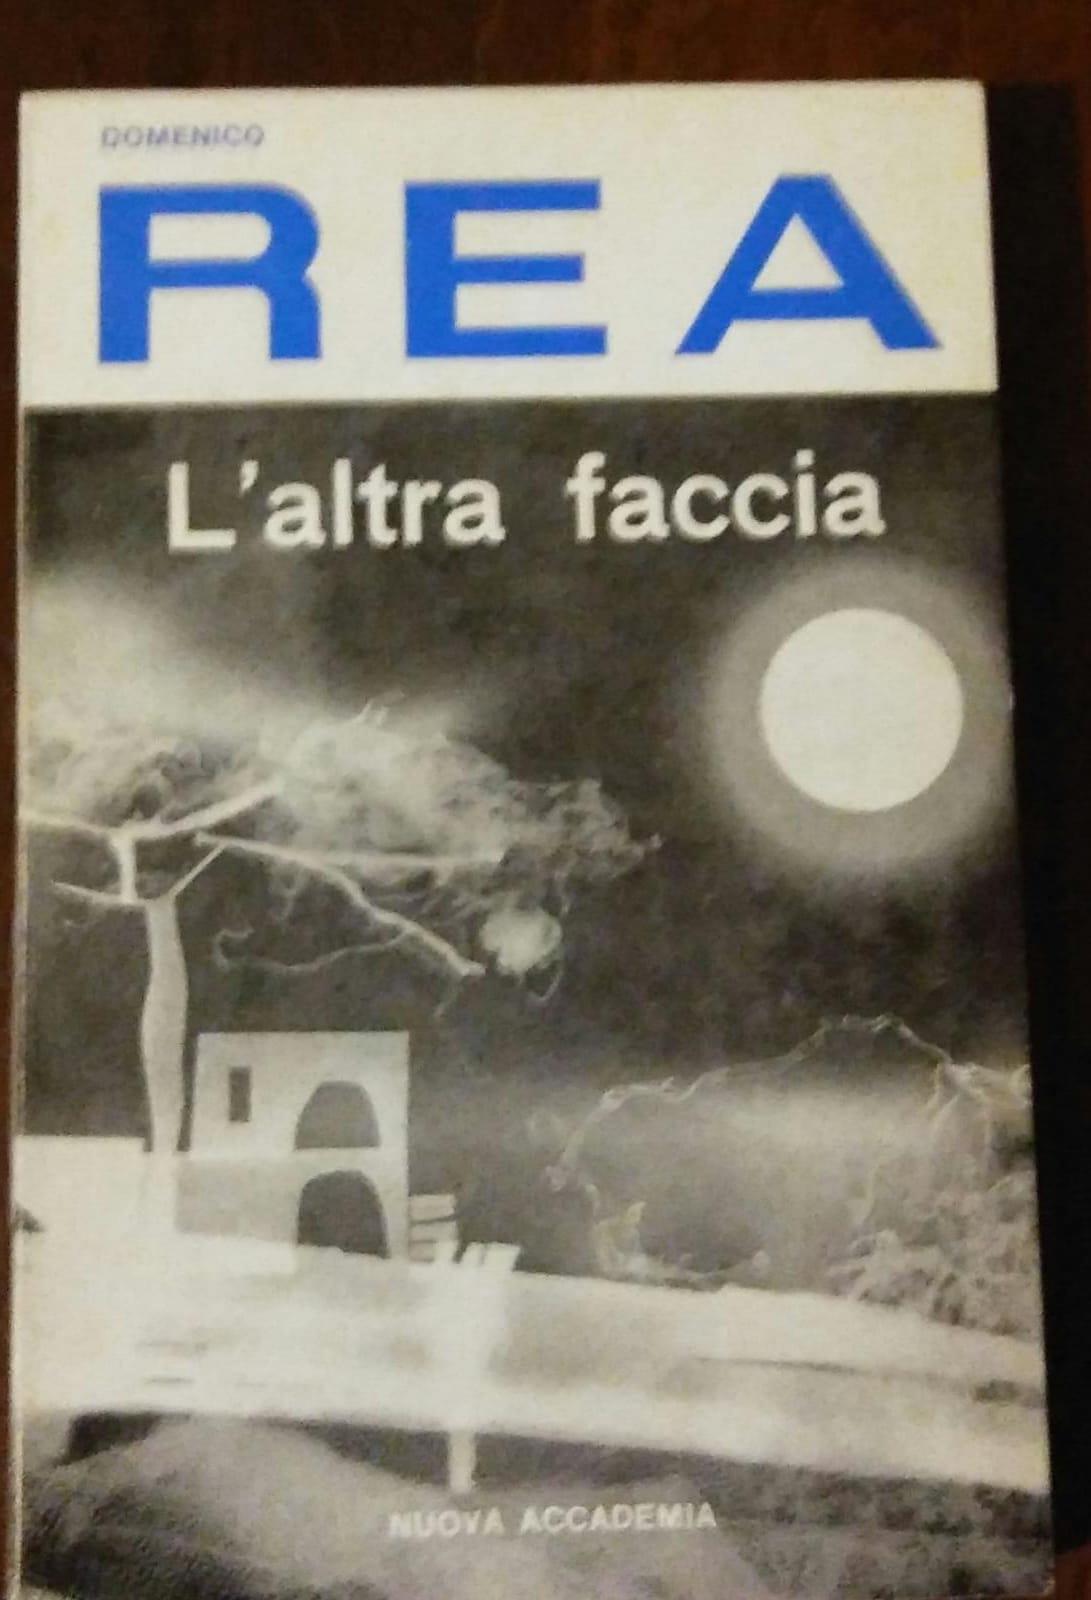 DOMENICO
REA
L'altra faccia
NUOVA ACCADEMIA